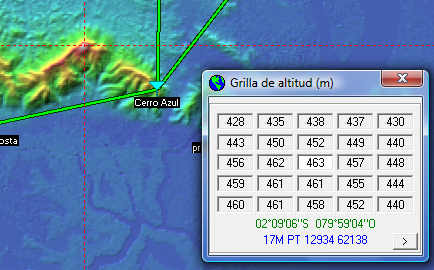 Grilla de altitud (m)
Cerro Azul
428 435 438 437 430
443 450 452 449 440
osta
pr
456 462 463 457 448
459 461 461 455 444
460 461 458 452 440
02°09'06''S 079°59'04''O
17M PT 12934 62138
>